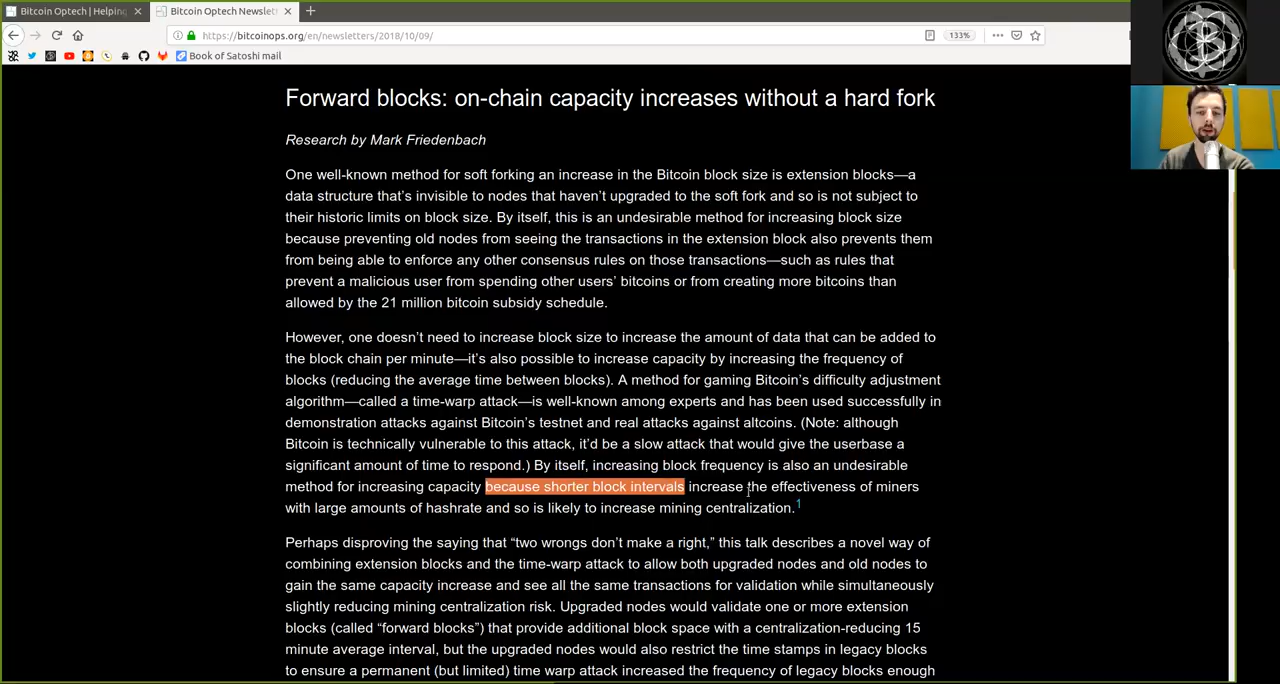 Bitcoin Optech | Helping
Bitcoin Optech Newslett
https://bitcoinops.org/en/newsletters/2018/10/09/
133%
Book of Satoshi mail
Forward blocks: on-chain capacity increases without a hard fork
Research by Mark Friedenbach
One well-known method for soft forking an increase in the Bitcoin block size is extension blocks—a
data structure that's invisible to nodes that haven't upgraded to the soft fork and so is not subject to
their historic limits on block size. By itself, this is an undesirable method for increasing block size
because preventing old nodes from seeing the transactions in the extension block also prevents them
from being able to enforce any other consensus rules on those transactions—such as rules that
prevent a malicious user from spending other users' bitcoins or from creating more bitcoins than
allowed by the 21 million bitcoin subsidy schedule.
However, one doesn't need to increase block size to increase the amount of data that can be added to
the block chain per minute—it's also possible to increase capacity by increasing the frequency of
blocks (reducing the average time between blocks). A method for gaming Bitcoin's difficulty adjustment
algorithm—called a time-warp attack—is well-known among experts and has been used successfully in
demonstration attacks against Bitcoin's testnet and real attacks against altcoins. (Note: although
Bitcoin is technically vulnerable to this attack, it'd be a slow attack that would give the userbase a
significant amount of time to respond.) By itself, increasing block frequency is also an undesirable
method for increasing capacity because shorter block intervals increase the effectiveness of miners
with large amounts of hashrate and so is likely to increase mining centralization.1
Perhaps disproving the saying that “two wrongs don't make a right,” this talk describes a novel way of
combining extension blocks and the time-warp attack to allow both upgraded nodes and old nodes to
gain the same capacity increase and see all the same transactions for validation while simultaneously
slightly reducing mining centralization risk. Upgraded nodes would validate one or more extension
blocks (called “forward blocks”) that provide additional block space with a centralization-reducing 15
minute average interval, but the upgraded nodes would also restrict the time stamps in legacy blocks
to ensure a permanent (but limited) time warp attack increased the frequency of legacy blocks enough